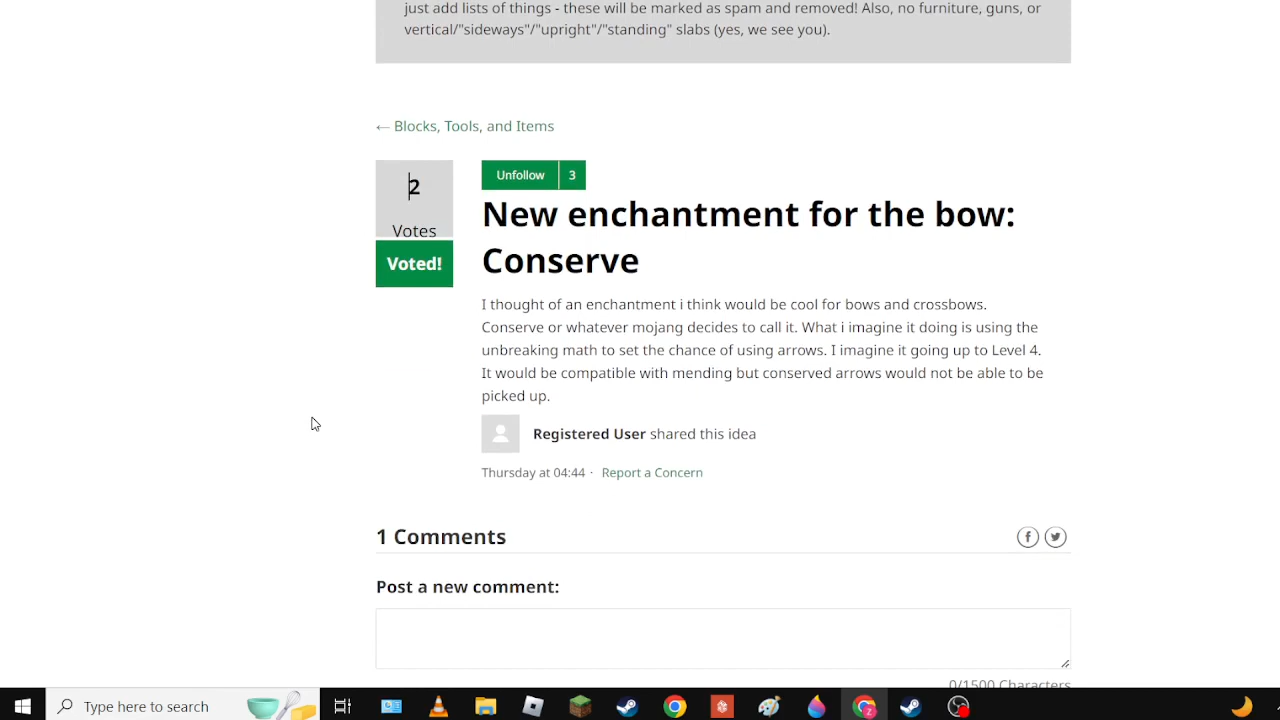 just add lists of things - these will be marked as spam and removed! Also, no furniture, guns, or
vertical/"sideways"/"upright"/"standing" slabs (yes, we see you).
← Blocks, Tools, and Items
2
Votes
Voted!
Unfollow 3
New enchantment for the bow:
Conserve
I thought of an enchantment i think would be cool for bows and crossbows.
Conserve or whatever mojang decides to call it. What i imagine it doing is using the
unbreaking math to set the chance of using arrows. I imagine it going up to Level 4.
It would be compatible with mending but conserved arrows would not be able to be
picked up.
Registered User shared this idea
Thursday at 04:44 · Report a Concern
1 Comments
Post a new comment:
0/1500 Characters
Type here to search